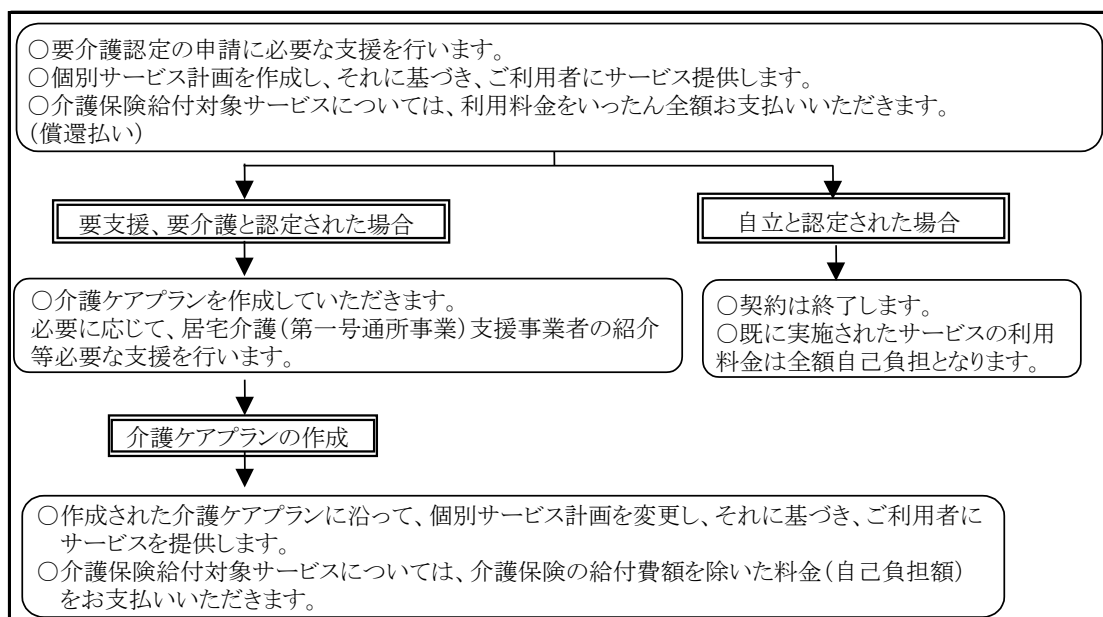 ○要介護認定の申請に必要な支援を行います。
○個別サービス計画を作成し、それに基づき、ご利用者にサービス提供します。
○介護保険給付対象サービスについては、利用料金をいったん全額お支払いいただきます。
(償還払い)
要支援、要介護と認定された場合
自立と認定された場合
○介護ケアプランを作成していただきます。
必要に応じて、居宅介護(第一号通所事業)支援事業者の紹介
等必要な支援を行います。
○契約は終了します。
○既に実施されたサービスの利用
料金は全額自己負担となります。
介護ケアプランの作成
○作成された介護ケアプランに沿って、個別サービス計画を変更し、それに基づき、ご利用者に
サービスを提供します。
○介護保険給付対象サービスについては、介護保険の給付費額を除いた料金(自己負担額)
をお支払いいただきます。